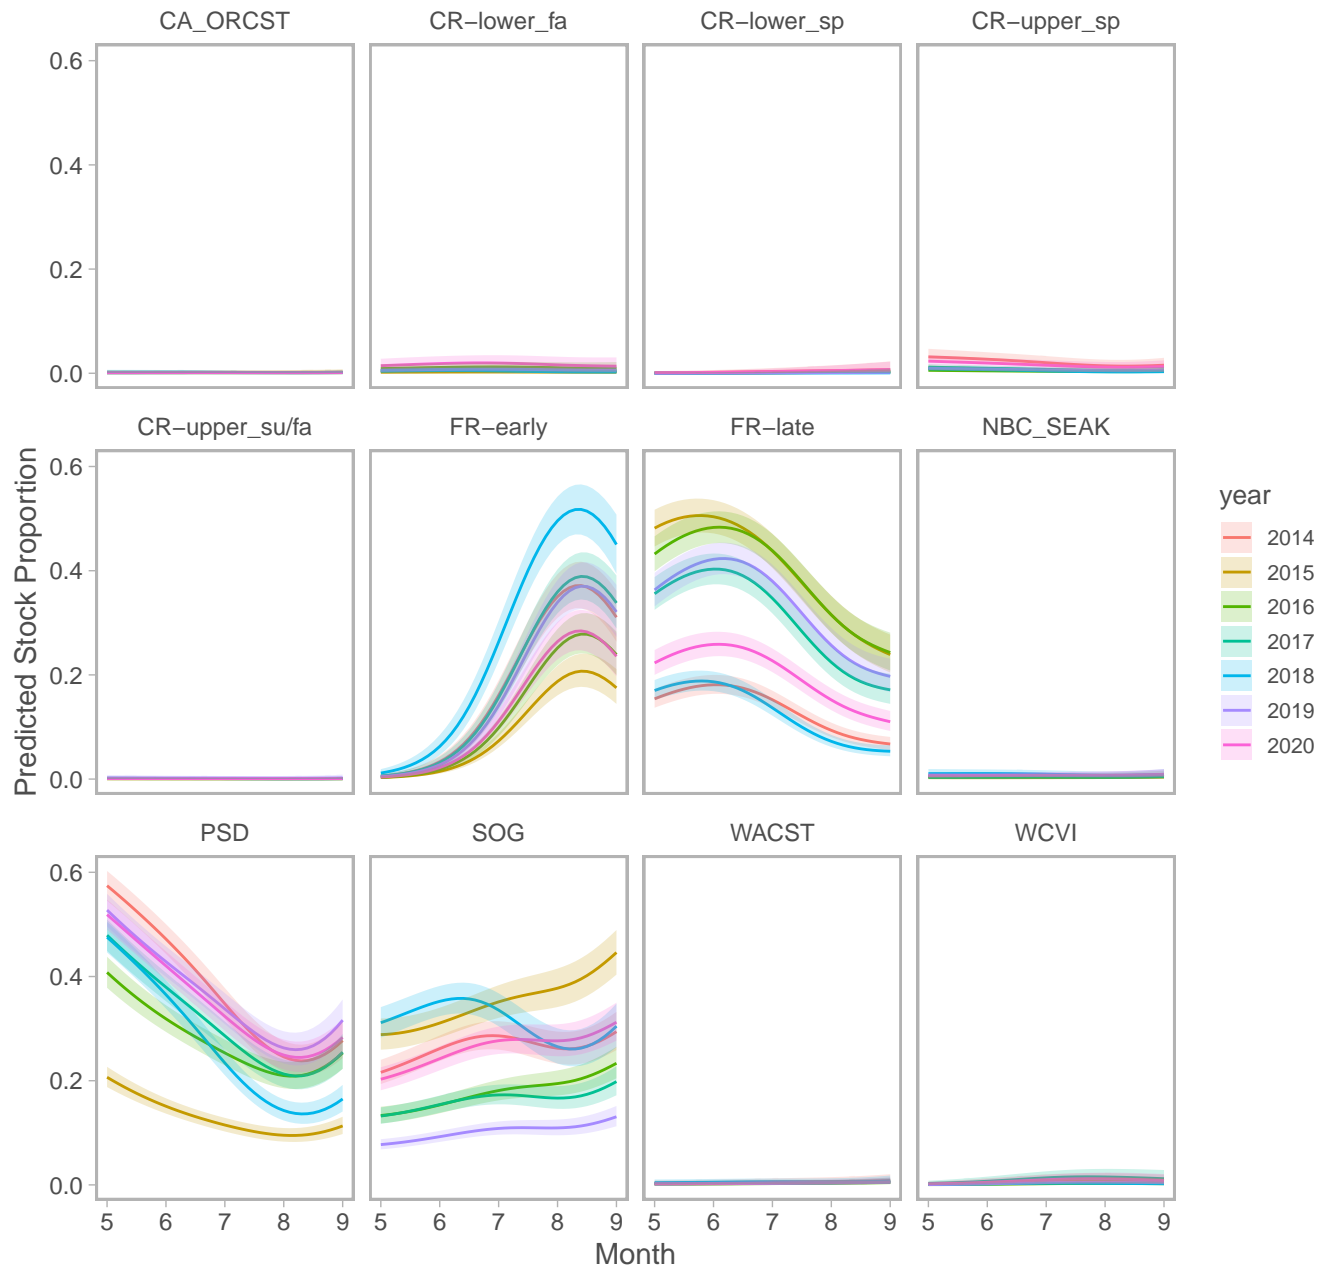 CA_ORCST CR−lower_fa CR−lower_sp CR−upper_sp
0.6
0.4
0.2
0.0
CR−upper_su/fa FR−early FR−late NBC_SEAK
0.6
0.4
0.2
0.0
PSD SOG WACST WCVI
0.6
0.4
0.2
0.0
5 6 7 8 9 5 6 7 8 9 5 6 7 8 9 5 6 7 8 9
Month
Predicted Stock Proportion
year
2014
2015
2016
2017
2018
2019
2020